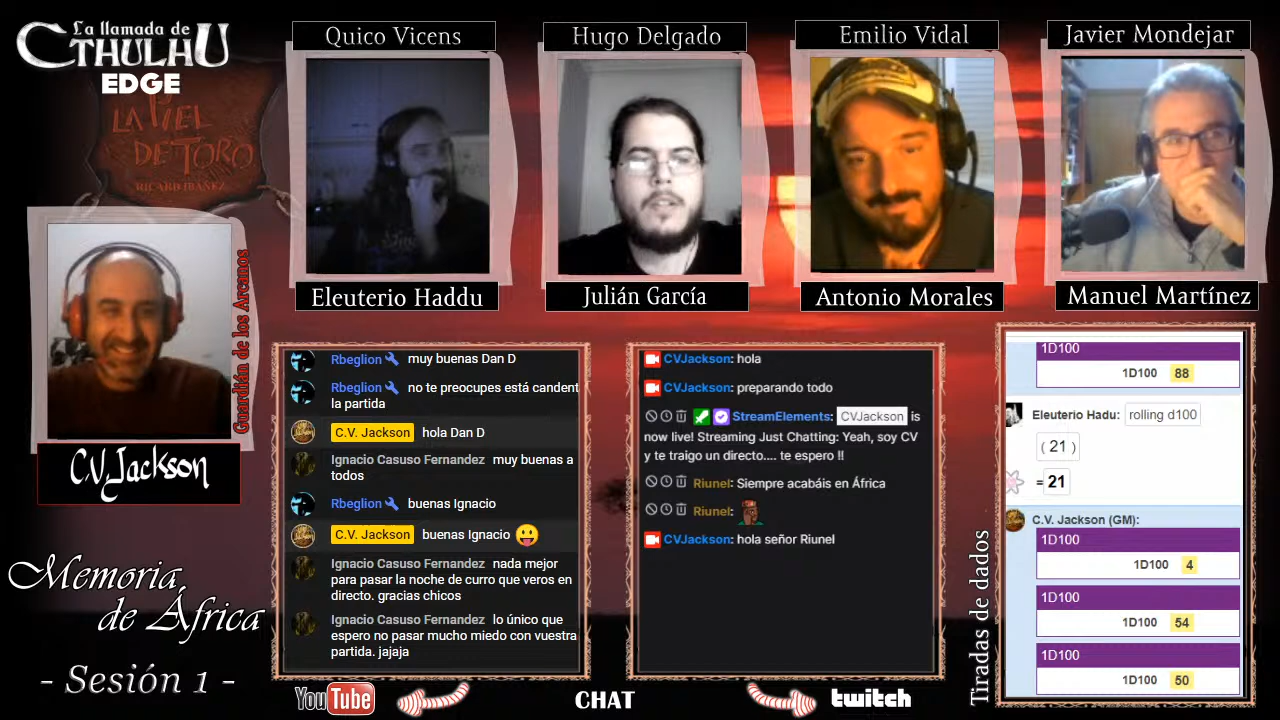 La llamada de
CTHULHU
EDGE
LA PIEL
DE TORO
RICARD IBÁÑEZ
Quico Vicens
Hugo Delgado
Emilio Vidal
Javier Mondejar
Eleuterio Haddu
Julián García
Antonio Morales
Manuel Martínez
Guardián de los Arcanos
C.V. Jackson
Memoria
de África
- Sesión 1 -
Rbeglion muy buenas Dan D
Rbeglion no te preocupes está candent
la partida
C.V. Jackson hola Dan D
Ignacio Casuso Fernandez muy buenas a
todos
Rbeglion buenas Ignacio
C.V. Jackson buenas Ignacio
Ignacio Casuso Fernandez nada mejor
para pasar la noche de curro que veros en
directo. gracias chicos
Ignacio Casuso Fernandez lo único que
espero no pasar mucho miedo con vuestra
partida. jajaja
YouTube
CHAT
twitch
CVJackson: hola
CVJackson: preparando todo
StreamElements: CVJackson is
now live! Streaming Just Chatting: Yeah, soy CV
y te traigo un directo.... te espero !!
Riunel: Siempre acabáis en África
Riunel:
CVJackson: hola señor Riunel
Tiradas de dados
1D100
1D100 88
Eleuterio Hadu: rolling d100
( 21 )
=21
C.V. Jackson (GM):
1D100
1D100 4
1D100
1D100 54
1D100
1D100 50